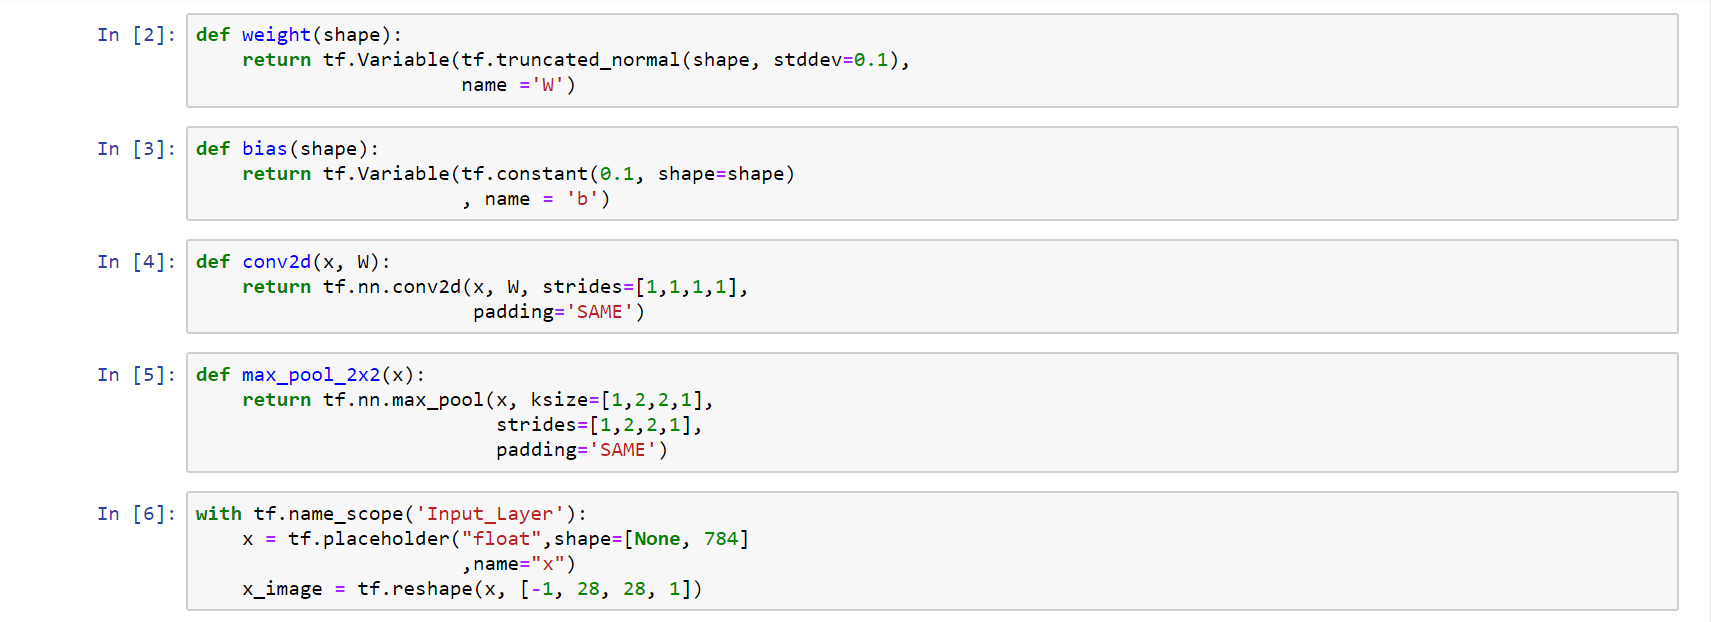 In [2]: def weight(shape):
    return tf.Variable(tf.truncated_normal(shape, stddev=0.1),
                       name ='W')
In [3]: def bias(shape):
    return tf.Variable(tf.constant(0.1, shape=shape)
                       , name = 'b')
In [4]: def conv2d(x, W):
    return tf.nn.conv2d(x, W, strides=[1,1,1,1],
                        padding='SAME')
In [5]: def max_pool_2x2(x):
    return tf.nn.max_pool(x, ksize=[1,2,2,1],
                          strides=[1,2,2,1],
                          padding='SAME')
In [6]: with tf.name_scope('Input_Layer'):
    x = tf.placeholder("float",shape=[None, 784]
                       ,name="x")
    x_image = tf.reshape(x, [-1, 28, 28, 1])